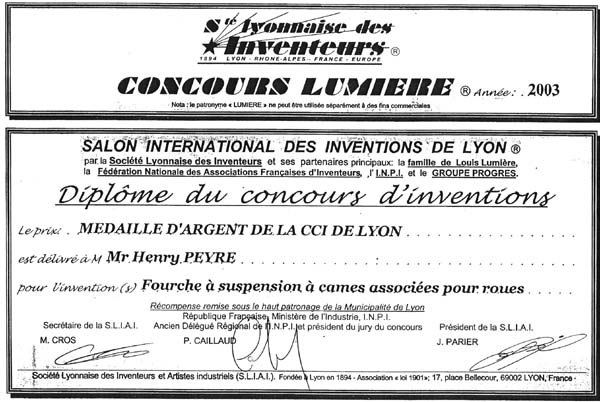 Sté lyonnaise des
Inventeurs ®
1894 LYON - RHONE-ALPES - FRANCE - EUROPE
CONCOURS LUMIERE ® Année: . 2003
Nota : le patronyme « LUMIERE » ne peut être utilisés séparément à des fins commerciales
SALON INTERNATIONAL DES INVENTIONS DE LYON ®
par la Société Lyonnaise des Inventeurs et ses partenaires principaux: la famille de Louis Lumière,
la Fédération Nationale des Associations Françaises d'Inventeurs, l'I.N.P.I. et le GROUPE PROGRES.
Diplôme du concours d'inventions
Le prix: . MEDAILLE D'ARGENT DE LA CCI DE LYON
est délivré à M Mr Henry PEYRE
pour l'invention (s) Fourche à suspension à cames associées pour roues
Récompense remise sous le haut patronage de la Municipalité de Lyon
République Française, Ministère de l'Industrie, I.N.P.I.
Secrétaire de la S.L.I.A.I. Ancien Délégué Régional de l'I.N.P.I. et président du jury du concours Président de la S.L.I.A.I.
M. CROS P. CAILLAUD J. PARIER
Société Lyonnaise des Inventeurs et Artistes industriels (S.L.I.A.I.). Fondée à Lyon en 1894 - Association « loi 1901»; 17, place Bellecour, 69002 LYON, France